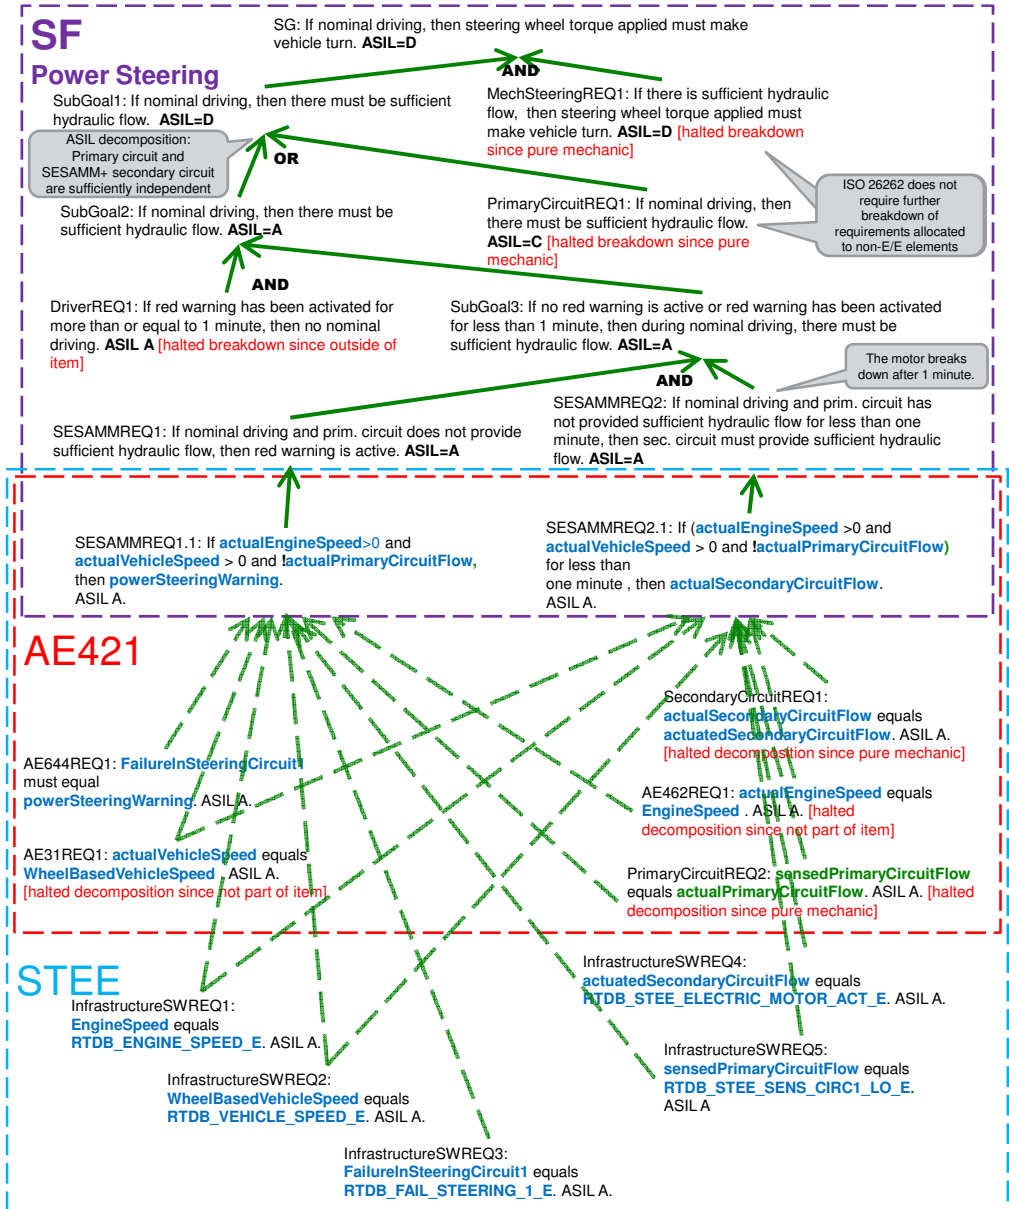 SF
Power Steering
SG: If nominal driving, then steering wheel torque applied must make
vehicle turn. ASIL=D
AND
SubGoal1: If nominal driving, then there must be sufficient
hydraulic flow.  ASIL=D
MechSteeringREQ1: If there is sufficient hydraulic
flow,  then steering wheel torque applied must
make vehicle turn. ASIL=D [halted breakdown
since pure mechanic]
ASIL decomposition:
Primary circuit and
SESAMM+ secondary circuit
are sufficiently independent
OR
ISO 26262 does not
require further
breakdown of
requirements allocated
to non-E/E elements
SubGoal2: If nominal driving, then there must be
sufficient hydraulic flow. ASIL=A
PrimaryCircuitREQ1: If nominal driving, then
there must be sufficient hydraulic flow.
ASIL=C [halted breakdown since pure
mechanic]
AND
DriverREQ1: If red warning has been activated for
more than or equal to 1 minute, then no nominal
driving. ASIL A [halted breakdown since outside of
item]
SubGoal3: If no red warning is active or red warning has been activated
for less than 1 minute, then during nominal driving, there must be
sufficient hydraulic flow. ASIL=A
AND
The motor breaks
down after 1 minute.
SESAMMREQ1: If nominal driving and prim. circuit does not provide
sufficient hydraulic flow, then red warning is active. ASIL=A
SESAMMREQ2: If nominal driving and prim. circuit has
not provided sufficient hydraulic flow for less than one
minute, then sec. circuit must provide sufficient hydraulic
flow. ASIL=A
SESAMMREQ1.1: If actualEngineSpeed>0 and
actualVehicleSpeed > 0 and !actualPrimaryCircuitFlow,
then powerSteeringWarning.
ASIL A.
SESAMMREQ2.1: If (actualEngineSpeed >0 and
actualVehicleSpeed > 0 and !actualPrimaryCircuitFlow)
for less than
one minute , then actualSecondaryCircuitFlow.
ASIL A.
AE421
SecondaryCircuitREQ1:
actualSecondaryCircuitFlow equals
actuatedSecondaryCircuitFlow. ASIL A.
[halted decomposition since pure mechanic]
AE644REQ1: FailureInSteeringCircuit1
must equal
powerSteeringWarning. ASIL A.
AE462REQ1: actualEngineSpeed equals
EngineSpeed . ASIL A. [halted
decomposition since not part of item]
AE31REQ1: actualVehicleSpeed equals
WheelBasedVehicleSpeed . ASIL A.
[halted decomposition since not part of item]
PrimaryCircuitREQ2: sensedPrimaryCircuitFlow
equals actualPrimaryCircuitFlow. ASIL A. [halted
decomposition since pure mechanic]
STEE
InfrastructureSWREQ1:
EngineSpeed equals
RTDB_ENGINE_SPEED_E. ASIL A.
InfrastructureSWREQ4:
actuatedSecondaryCircuitFlow equals
RTDB_STEE_ELECTRIC_MOTOR_ACT_E. ASIL A.
InfrastructureSWREQ2:
WheelBasedVehicleSpeed equals
RTDB_VEHICLE_SPEED_E. ASIL A.
InfrastructureSWREQ5:
sensedPrimaryCircuitFlow equals
RTDB_STEE_SENS_CIRC1_LO_E.
ASIL A
InfrastructureSWREQ3:
FailureInSteeringCircuit1 equals
RTDB_FAIL_STEERING_1_E. ASIL A.